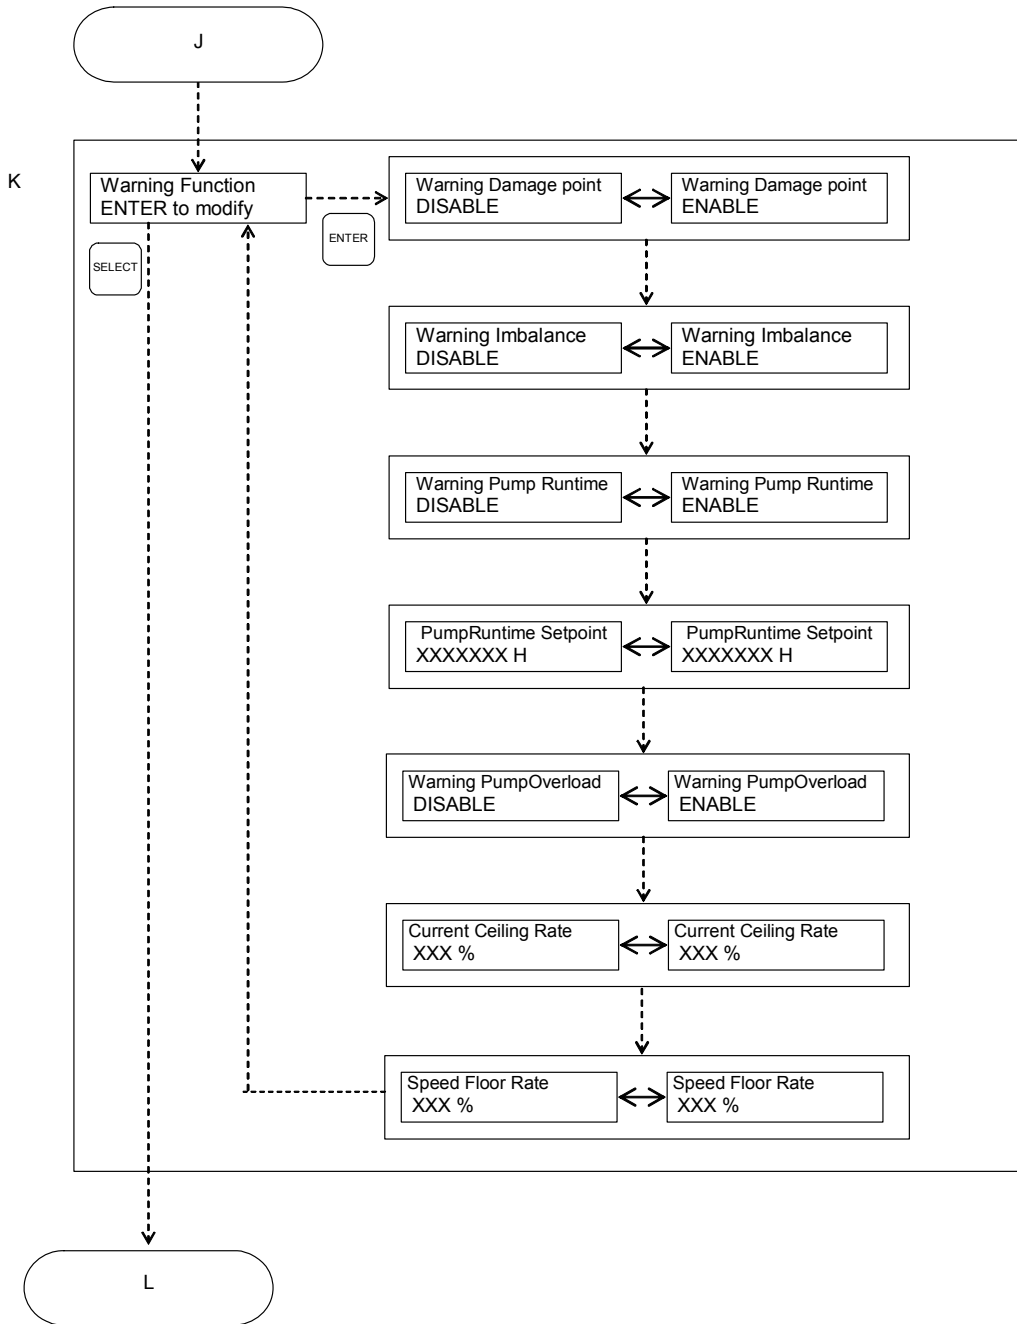 J
K
Warning Function
ENTER to modify
SELECT
ENTER
Warning Damage point
DISABLE
Warning Damage point
ENABLE
Warning Imbalance
DISABLE
Warning Imbalance
ENABLE
Warning Pump Runtime
DISABLE
Warning Pump Runtime
ENABLE
PumpRuntime Setpoint
XXXXXXX H
PumpRuntime Setpoint
XXXXXXX H
Warning PumpOverload
DISABLE
Warning PumpOverload
ENABLE
Current Ceiling Rate
XXX %
Current Ceiling Rate
XXX %
Speed Floor Rate
XXX %
Speed Floor Rate
XXX %
L